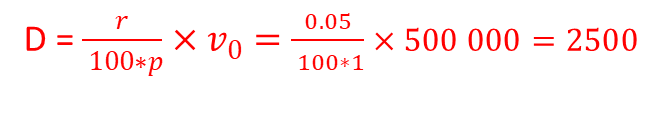 D = r/100*p × v₀ = 0.05/100*1 × 500 000 = 2500